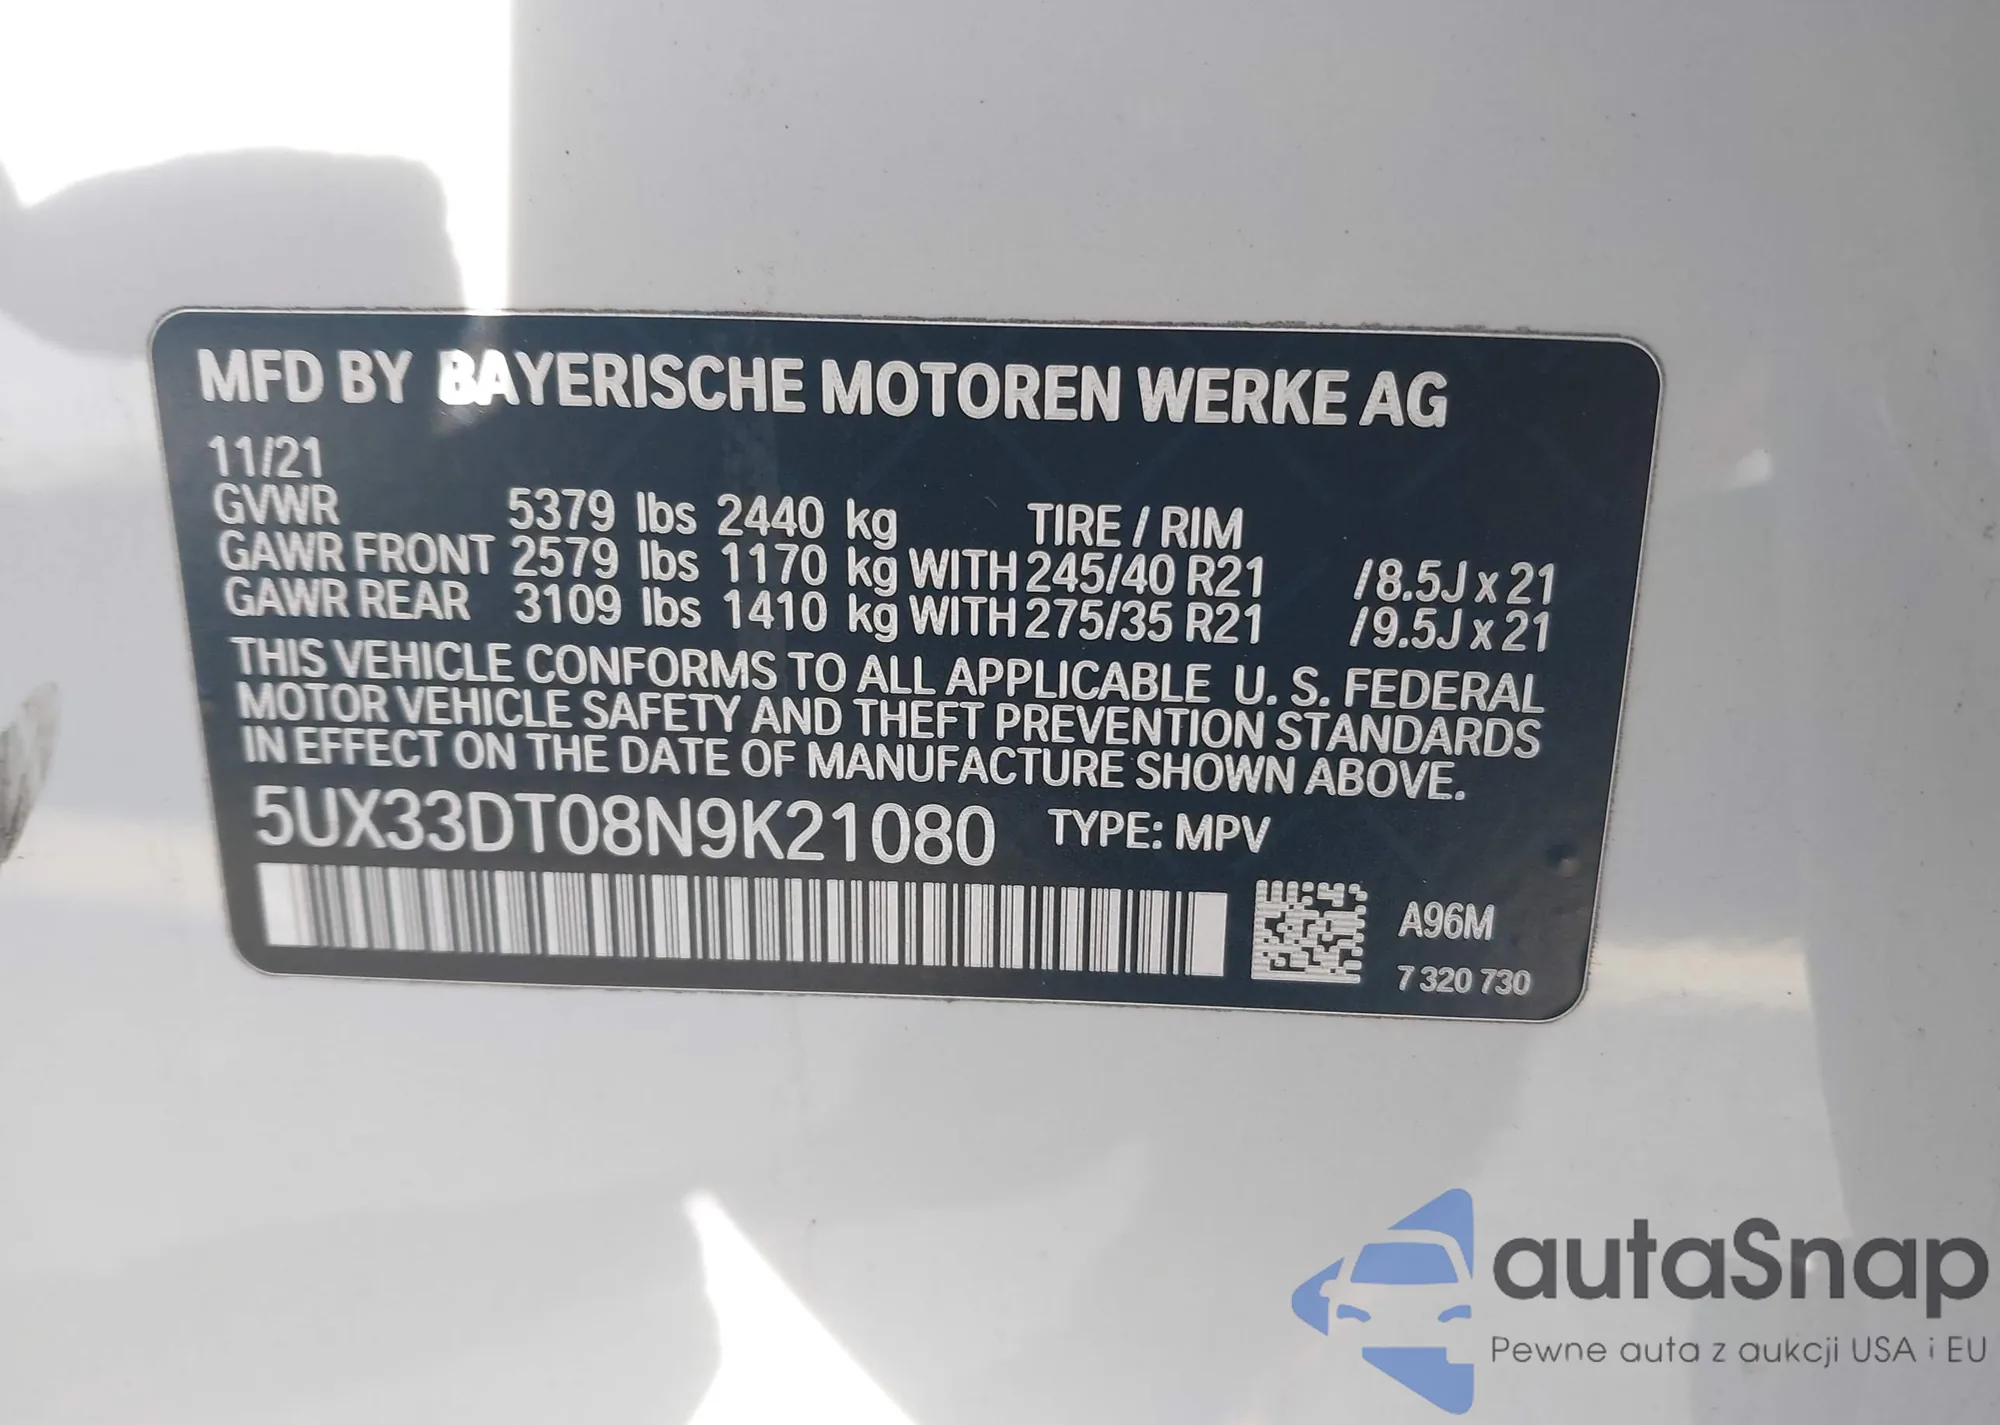 MFD BY BAYERISCHE MOTOREN WERKE AG
11/21
GVWR 5379 lbs 2440 kg TIRE / RIM
GAWR FRONT 2579 lbs 1170 kg WITH 245/40 R21 /8.5J x 21
GAWR REAR 3109 lbs 1410 kg WITH 275/35 R21 /9.5J x 21
THIS VEHICLE CONFORMS TO ALL APPLICABLE U. S. FEDERAL
MOTOR VEHICLE SAFETY AND THEFT PREVENTION STANDARDS
IN EFFECT ON THE DATE OF MANUFACTURE SHOWN ABOVE.
5UX33DT08N9K21080 TYPE: MPV
A96M
7 320 730
autaSnap
Pewne auta z aukcji USA i EU